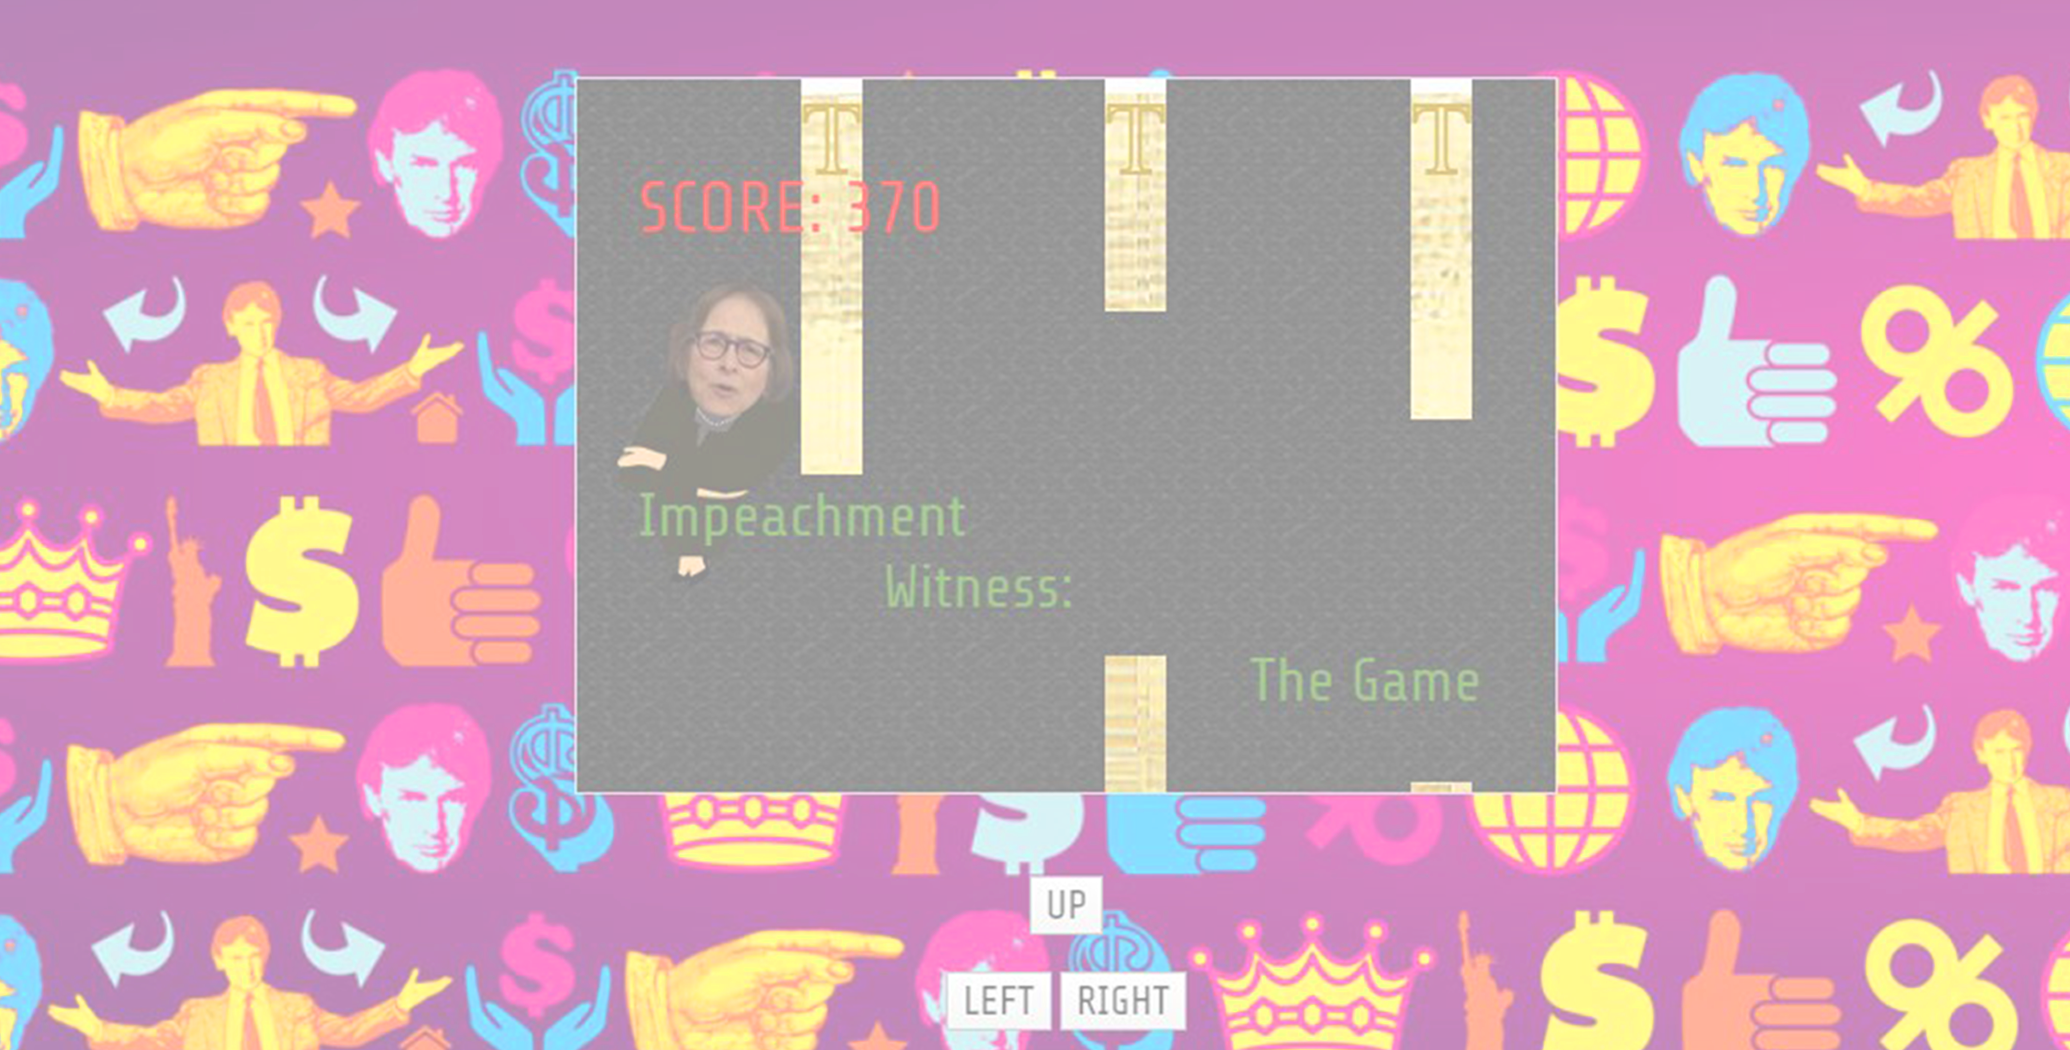 T T T
SCORE: 370
Impeachment
Witness:
The Game
UP
LEFT RIGHT